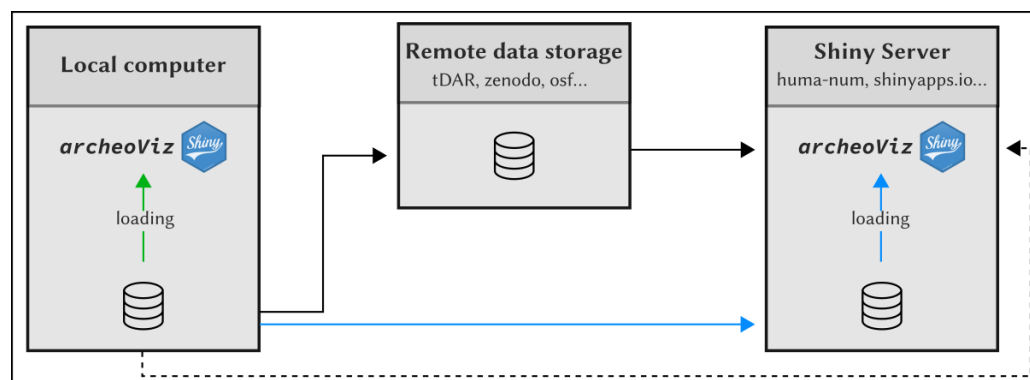 Local computer
archeoViz
Shiny
loading
Remote data storage
tDAR, zenodo, osf...
Shiny Server
huma-num, shinyapps.io...
archeoViz
Shiny
loading